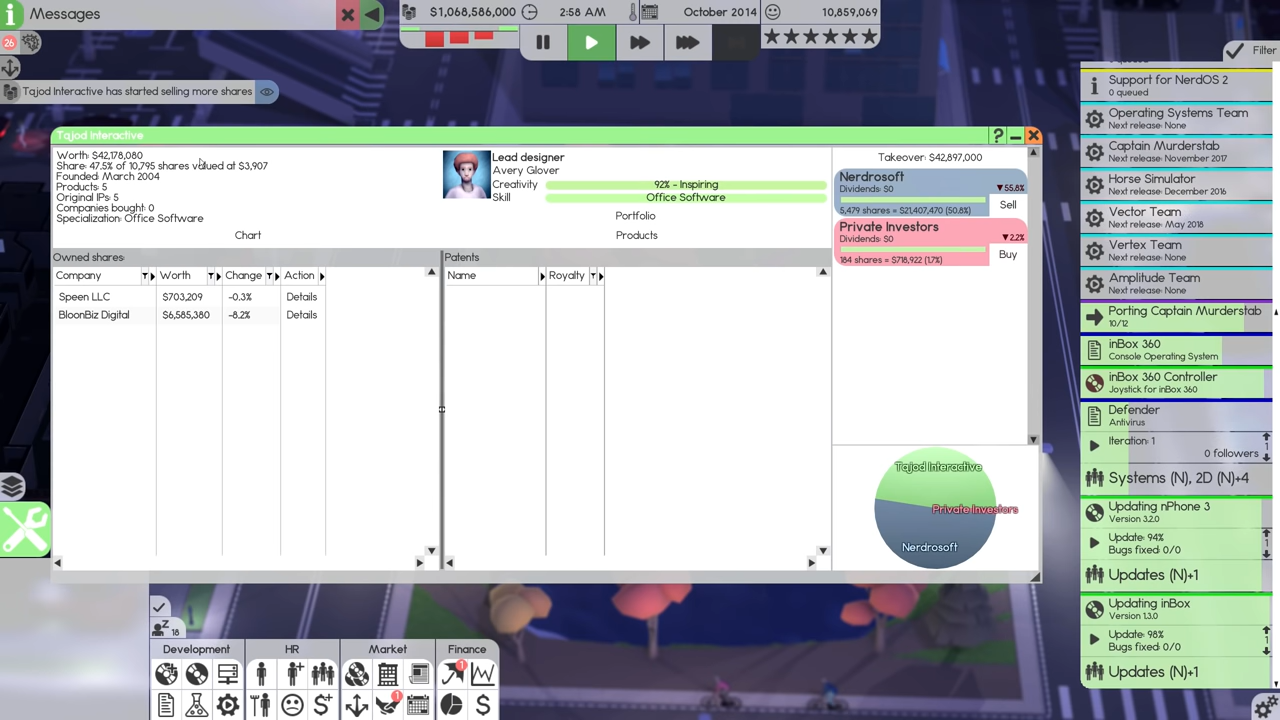 Messages
$1,068,586,000
2:58 AM
October 2014
10,859,069
26
Filter
Tajod Interactive has started selling more shares
Tajod Interactive
Worth: $42,178,080
Share: 47.5% of 10,795 shares valued at $3,907
Founded: March 2004
Products: 5
Original IPs: 5
Companies bought: 0
Specialization: Office Software
Chart
Lead designer
Avery Glover
Creativity
92% - Inspiring
Skill
Office Software
Portfolio
Products
Takeover: $42,897,000
Nerdrosoft
Dividends: $0
▼55.8%
5,479 shares = $21,407,470 (50.8%)
Sell
Private Investors
Dividends: $0
▼2.2%
184 shares = $718,922 (1.7%)
Buy
Owned shares:
Company
Worth
Change
Action
Speen LLC
$703,209
-0.3%
Details
BloonBiz Digital
$6,585,380
-8.2%
Details
Patents
Name
Royalty
Tajod Interactive
Private Investors
Nerdrosoft
Support for NerdOS 2
0 queued
Operating Systems Team
Next release: None
Captain Murderstab
Next release: November 2017
Horse Simulator
Next release: December 2016
Vector Team
Next release: May 2018
Vertex Team
Next release: None
Amplitude Team
Next release: None
Porting Captain Murderstab
10/12
inBox 360
Console Operating System
inBox 360 Controller
Joystick for inBox 360
Defender
Antivirus
Iteration: 1
0 followers
1
Systems (N), 2D (N)+4
Updating nPhone 3
Version 3.2.0
Update: 94%
Bugs fixed: 0/0
1
Updates (N)+1
Updating inBox
Version 1.3.0
Update: 98%
Bugs fixed: 0/0
1
Updates (N)+1
Z 18
Development
HR
Market
Finance
1
1